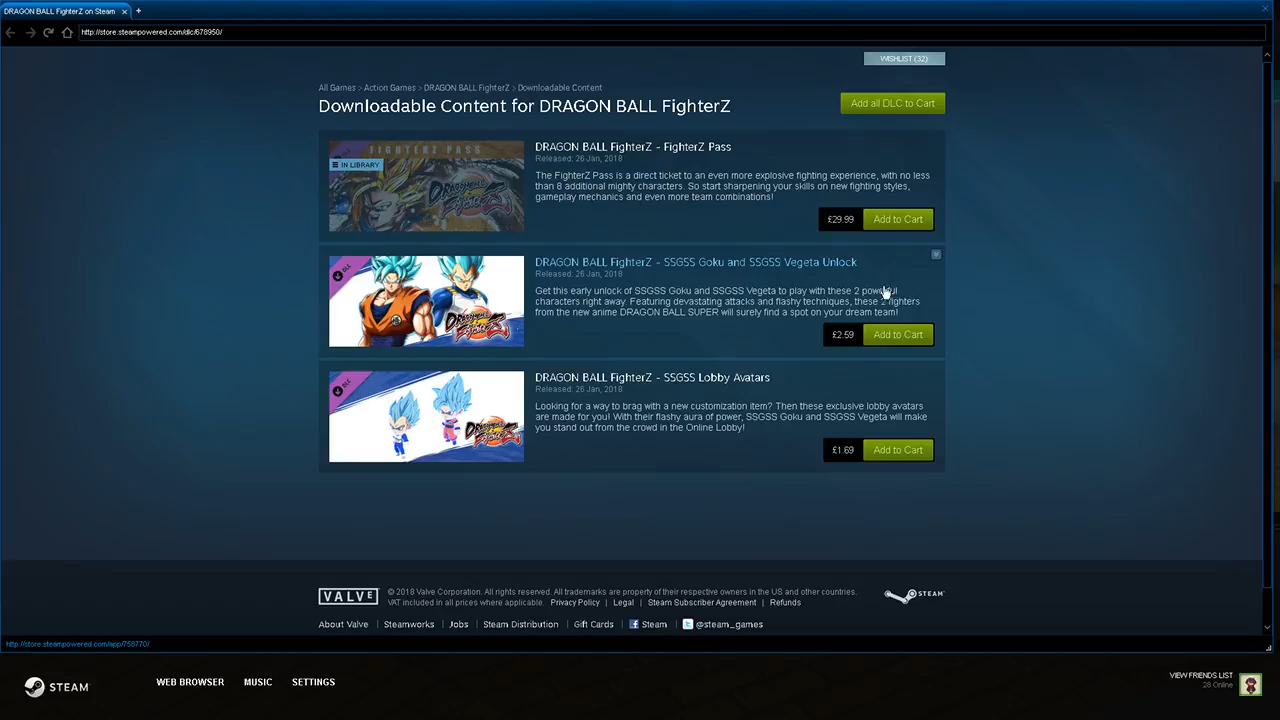 DRAGON BALL FighterZ on Steam
http://store.steampowered.com/dlc/678950/
WISHLIST (32)
All Games > Action Games > DRAGON BALL FighterZ > Downloadable Content
Downloadable Content for DRAGON BALL FighterZ
Add all DLC to Cart
FIGHTERZ PASS
IN LIBRARY
DRAGON BALL FighterZ - FighterZ Pass
Released: 26 Jan, 2018
The FighterZ Pass is a direct ticket to an even more explosive fighting experience, with no less
than 8 additional mighty characters. So start sharpening your skills on new fighting styles,
gameplay mechanics and even more team combinations!
£29.99
Add to Cart
DLC
DRAGON BALL FighterZ - SSGSS Goku and SSGSS Vegeta Unlock
Released: 26 Jan, 2018
Get this early unlock of SSGSS Goku and SSGSS Vegeta to play with these 2 powerful
characters right away. Featuring devastating attacks and flashy techniques, these 2 fighters
from the new anime DRAGON BALL SUPER will surely find a spot on your dream team!
£2.59
Add to Cart
DLC
DRAGON BALL FighterZ - SSGSS Lobby Avatars
Released: 26 Jan, 2018
Looking for a way to brag with a new customization item? Then these exclusive lobby avatars
are made for you! With their flashy aura of power, SSGSS Goku and SSGSS Vegeta will make
you stand out from the crowd in the Online Lobby!
£1.69
Add to Cart
VALVE
© 2018 Valve Corporation. All rights reserved. All trademarks are property of their respective owners in the US and other countries.
VAT included in all prices where applicable. Privacy Policy | Legal | Steam Subscriber Agreement | Refunds
STEAM
About Valve | Steamworks | Jobs | Steam Distribution | Gift Cards | Steam | @steam_games
http://store.steampowered.com/app/758770/
STEAM
WEB BROWSER
MUSIC
SETTINGS
VIEW FRIENDS LIST
28 Online